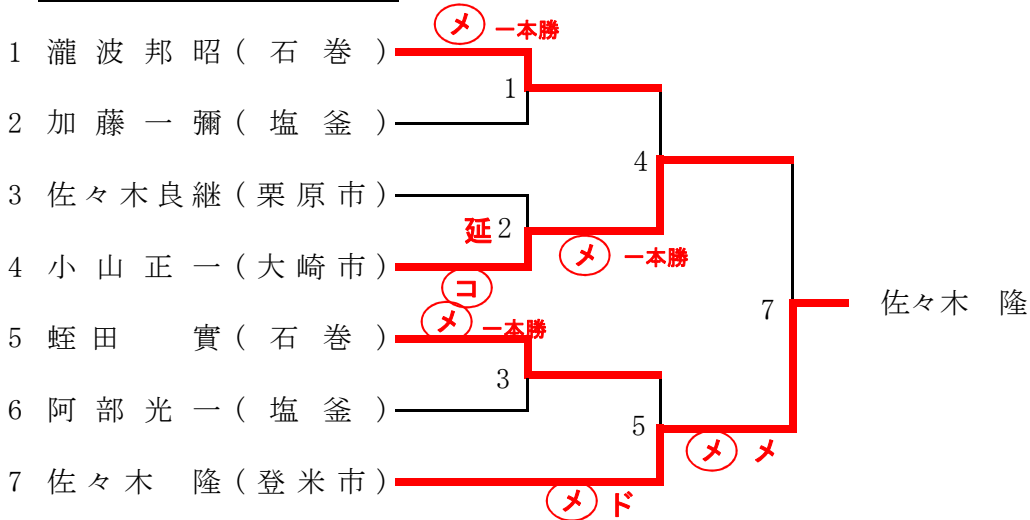 メ 一本勝
1 瀧波邦昭(石巻)
1
2 加藤一彌(塩釜)
4
3 佐々木良継(栗原市)
延 2
メ 一本勝
4 小山正一(大崎市)
コ
メ 一本勝
7 佐々木 隆
5 蛭田 實(石巻)
3
6 阿部光一(塩釜)
5
メ メ
7 佐々木 隆(登米市)
メ ド